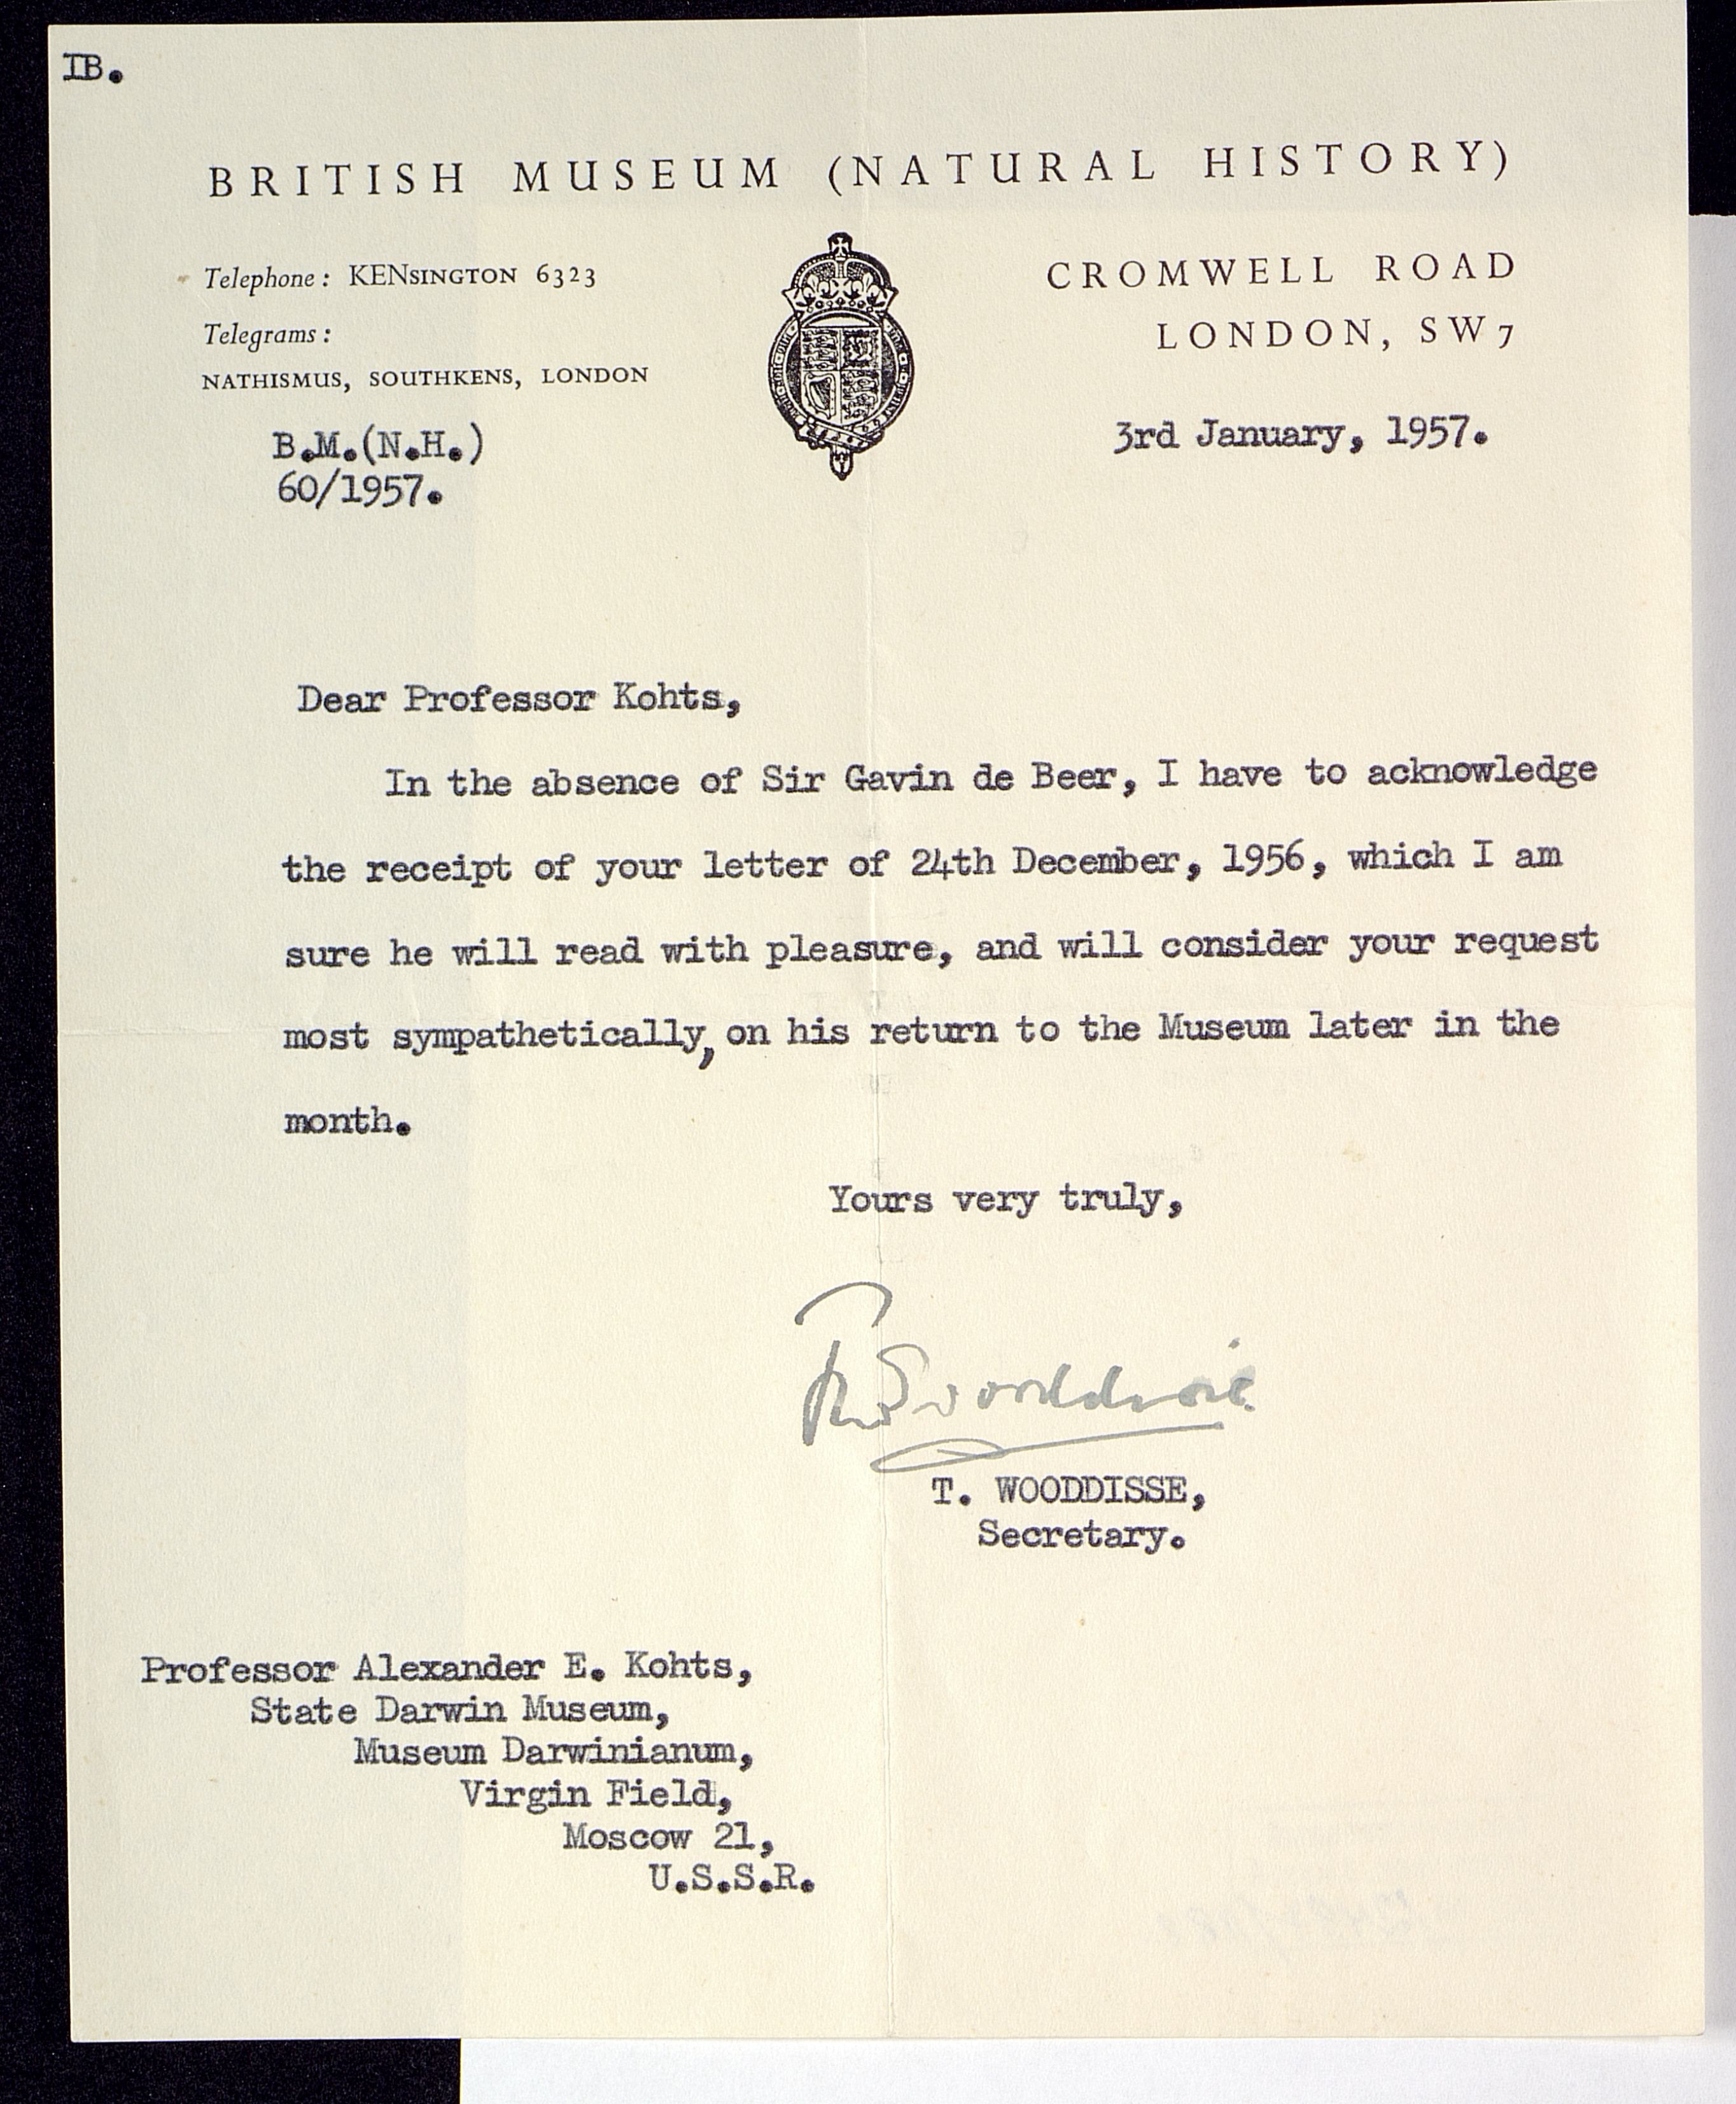 IB.
BRITISH MUSEUM (NATURAL HISTORY)
Telephone: KENSINGTON 6323
Telegrams:
NATHISMUS, SOUTHKENS, LONDON
CROMWELL ROAD
LONDON, SW7
B.M.(N.H.)
60/1957.
3rd January, 1957.
Dear Professor Kohts,
In the absence of Sir Gavin de Beer, I have to acknowledge
the receipt of your letter of 24th December, 1956, which I am
sure he will read with pleasure, and will consider your request
most sympathetically, on his return to the Museum later in the
month.
Yours very truly,
T. WOODDISSE,
Secretary.
Professor Alexander E. Kohts,
State Darwin Museum,
Museum Darwinianum,
Virgin Field,
Moscow 21,
U.S.S.R.